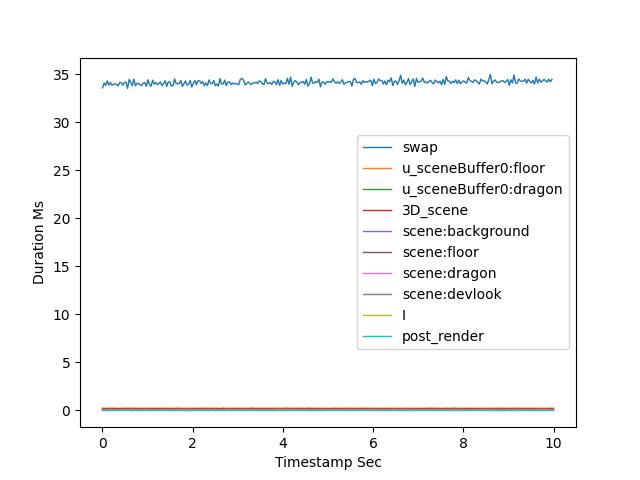 35
30
25
20
15
10
5
0
Duration Ms
swap
u_sceneBuffer0:floor
u_sceneBuffer0:dragon
3D_scene
scene:background
scene:floor
scene:dragon
scene:devlook
I
post_render
0 2 4 6 8 10
Timestamp Sec